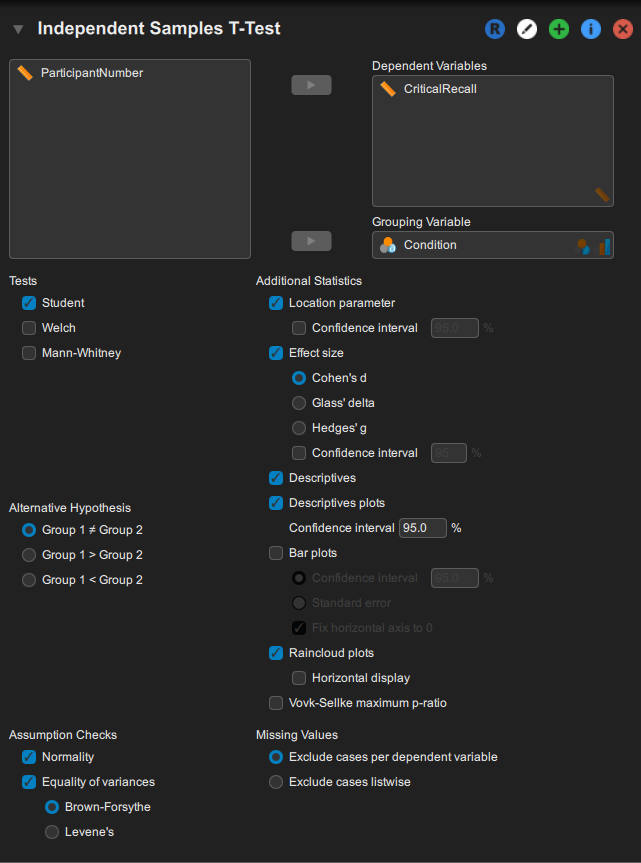 Independent Samples T-Test
R
ParticipantNumber
Dependent Variables
CriticalRecall
Grouping Variable
Condition
Tests
Student
Welch
Mann-Whitney
Alternative Hypothesis
Group 1 ≠ Group 2
Group 1 > Group 2
Group 1 < Group 2
Additional Statistics
Location parameter
Confidence interval 95.0 %
Effect size
Cohen's d
Glass' delta
Hedges' g
Confidence interval 95 %
Descriptives
Descriptives plots
Confidence interval 95.0 %
Bar plots
Confidence interval 95.0 %
Standard error
Fix horizontal axis to 0
Raincloud plots
Horizontal display
Vovk-Sellke maximum p-ratio
Assumption Checks
Normality
Equality of variances
Brown-Forsythe
Levene's
Missing Values
Exclude cases per dependent variable
Exclude cases listwise